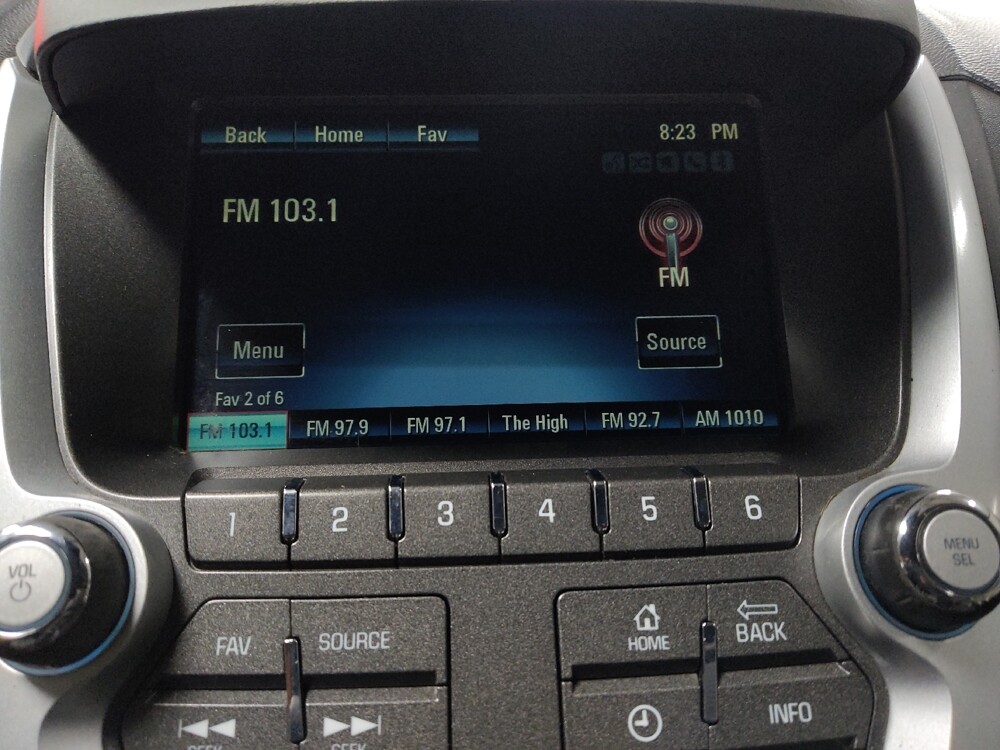 Back Home Fav 8:23 PM
FM 103.1
FM
Menu Source
Fav 2 of 6
FM 103.1 FM 97.9 FM 97.1 The High FM 92.7 AM 1010
1 2 3 4 5 6
VOL
MENU
SEL
FAV SOURCE
HOME BACK
INFO
SEEK SEEK